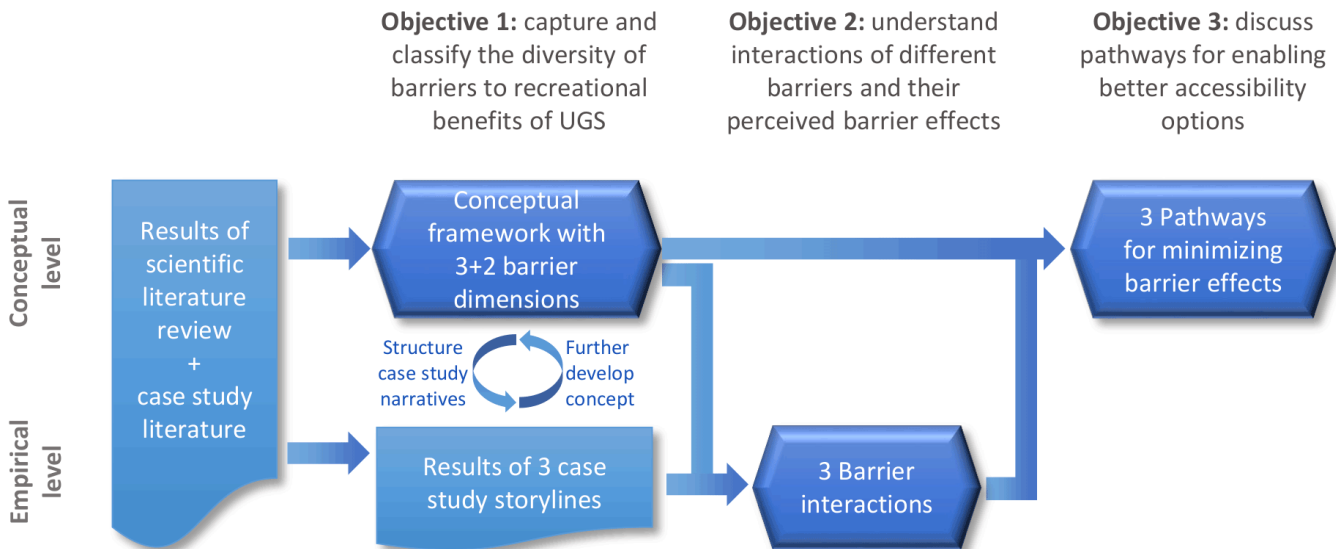 Objective 1: capture and
classify the diversity of
barriers to recreational
benefits of UGS
Objective 2: understand
interactions of different
barriers and their
perceived barrier effects
Objective 3: discuss
pathways for enabling
better accessibility
options
Conceptual
level
Results of
scientific
literature
review
+
case study
literature
Conceptual
framework with
3+2 barrier
dimensions
3 Pathways
for minimizing
barrier effects
Structure
case study
narratives
Further
develop
concept
Empirical
level
Results of 3 case
study storylines
3 Barrier
interactions